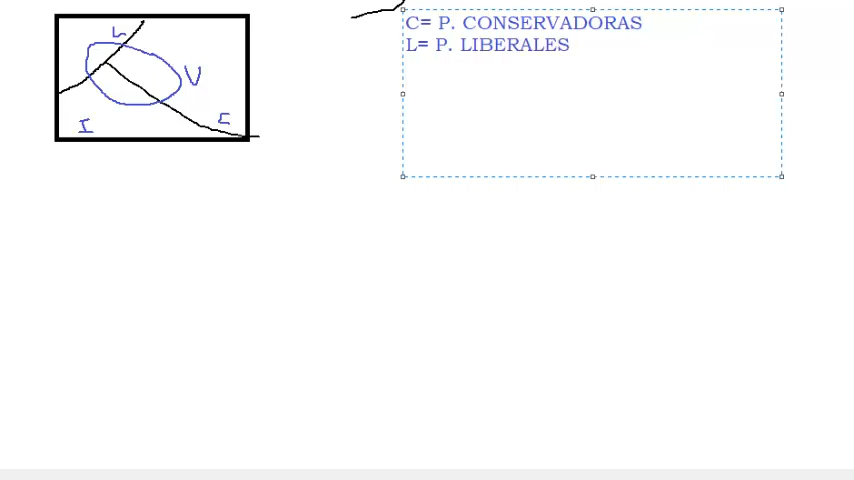 L
V
C
I
C= P. CONSERVADORAS
L= P. LIBERALES